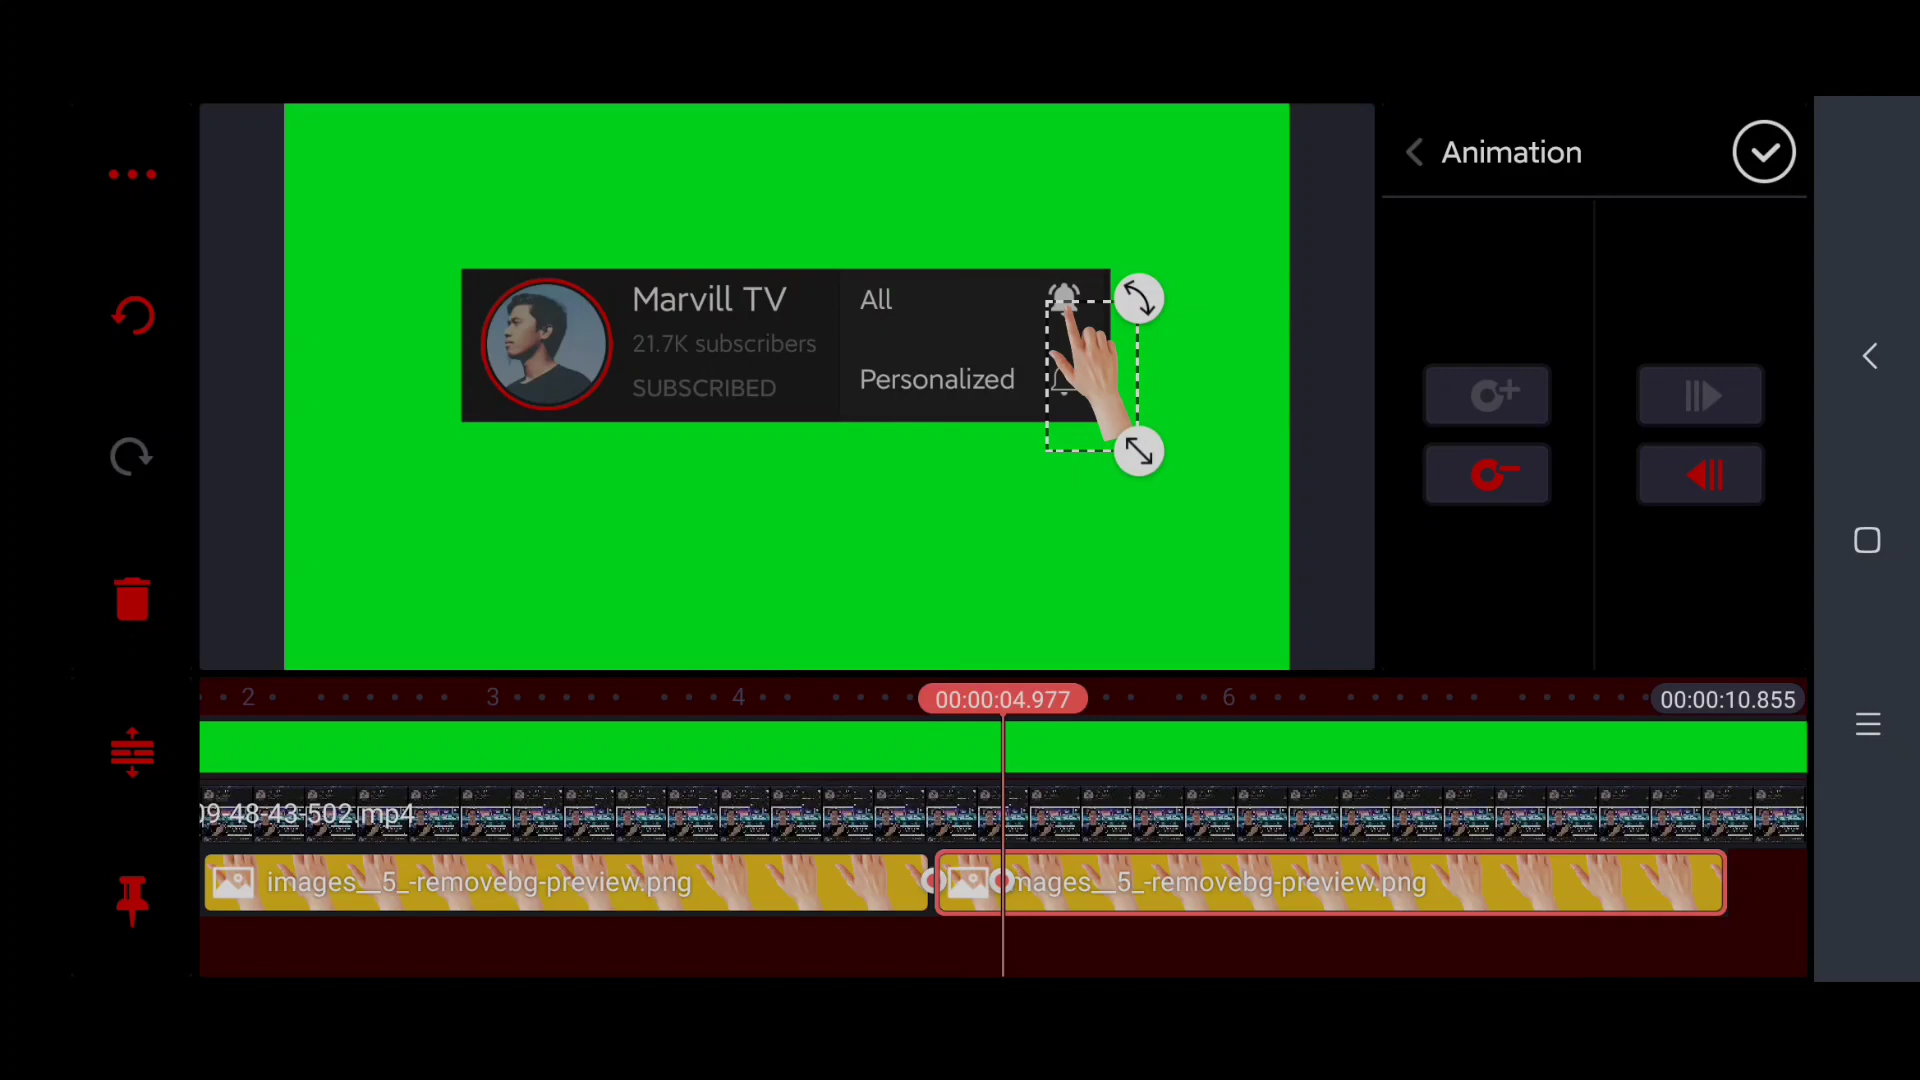 Animation
Marvill TV
21.7K subscribers
SUBSCRIBED
All
Personalized
2
3
4
00:00:04.977
6
00:00:10.855
09-48-43-502.mp4
images__5_-removebg-preview.png
images__5_-removebg-preview.png